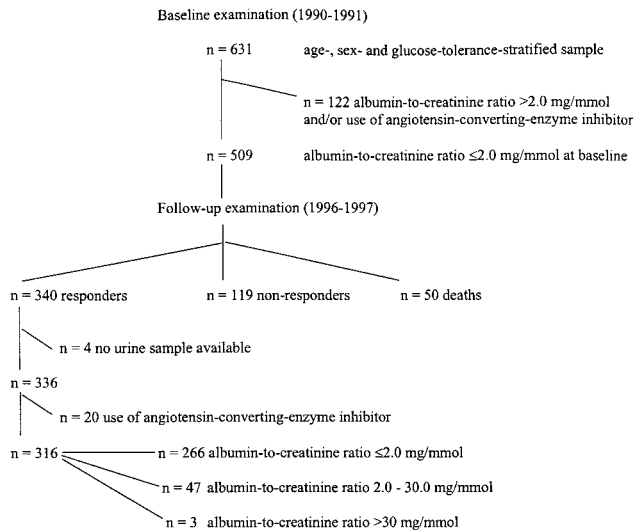 Baseline examination (1990-1991)
n = 631 age-, sex- and glucose-tolerance-stratified sample
n = 122 albumin-to-creatinine ratio >2.0 mg/mmol
and/or use of angiotensin-converting-enzyme inhibitor
n = 509 albumin-to-creatinine ratio ≤2.0 mg/mmol at baseline
Follow-up examination (1996-1997)
n = 340 responders n = 119 non-responders n = 50 deaths
n = 4 no urine sample available
n = 336
n = 20 use of angiotensin-converting-enzyme inhibitor
n = 316 n = 266 albumin-to-creatinine ratio ≤2.0 mg/mmol
n = 47 albumin-to-creatinine ratio 2.0 - 30.0 mg/mmol
n = 3 albumin-to-creatinine ratio >30 mg/mmol